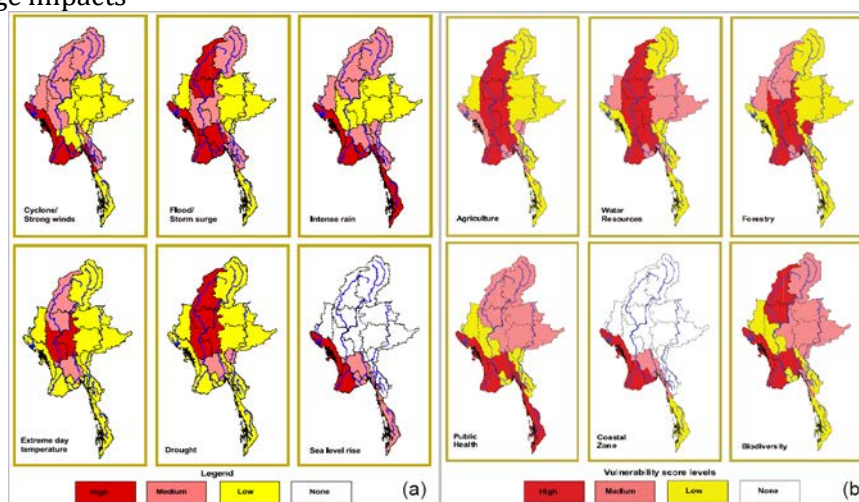 ge impacts
Cyclone/
Strong winds
Flood/
Storm surge
Intense rain
Agriculture
Water
Resources
Forestry
Extreme day
temperature
Drought
Sea level rise
Public
Health
Coastal
Zone
Biodiversity
Legend
High
Medium
Low
None
(a)
Vulnerability score levels
High
Medium
Low
None
(b)